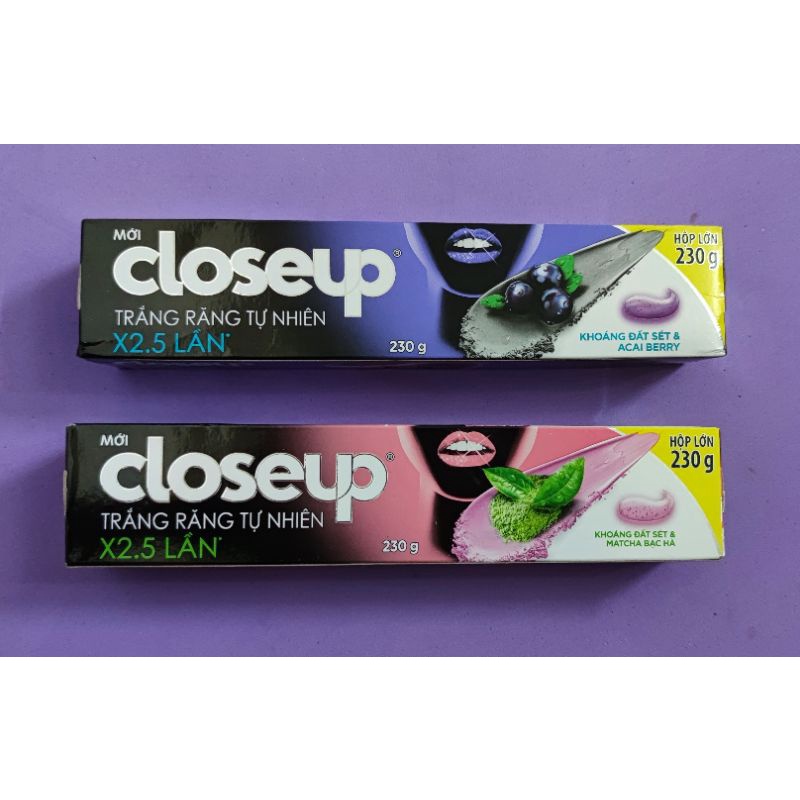 MỚI
closeup®
TRẮNG RĂNG TỰ NHIÊN
X2.5 LẦN*
230 g
HỘP LỚN
230 g
KHOÁNG ĐẤT SÉT &
ACAI BERRY
MỚI
closeup®
TRẮNG RĂNG TỰ NHIÊN
X2.5 LẦN*
230 g
HỘP LỚN
230 g
KHOÁNG ĐẤT SÉT &
MATCHA BẠC HÀ